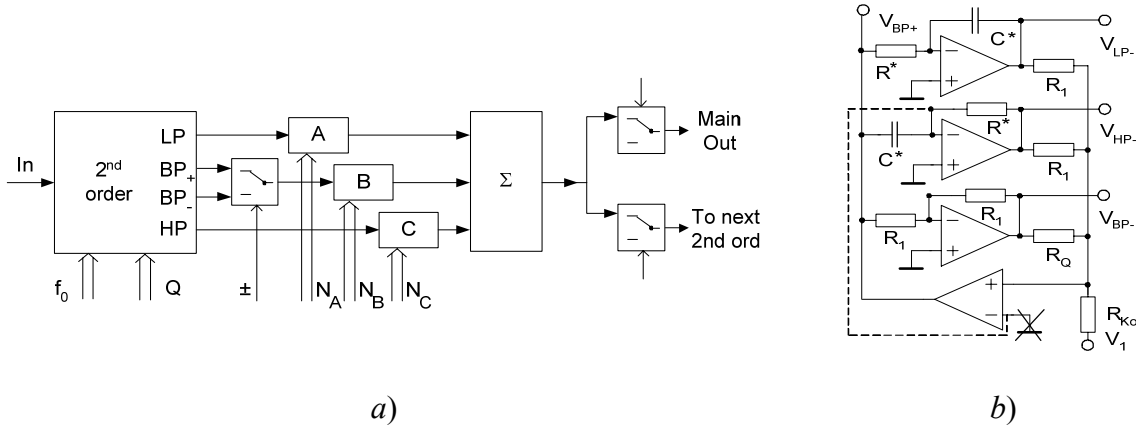 In
2nd
order
LP
BP+
BP-
HP
f0
Q
±
A
B
C
NA
NB
NC
Σ
Main
Out
To next
2nd ord
a)
VBP+
C*
R*
VLP-
R1
R*
VHP-
C*
R1
R1
VBP-
R1
RQ
RKo
V1
b)